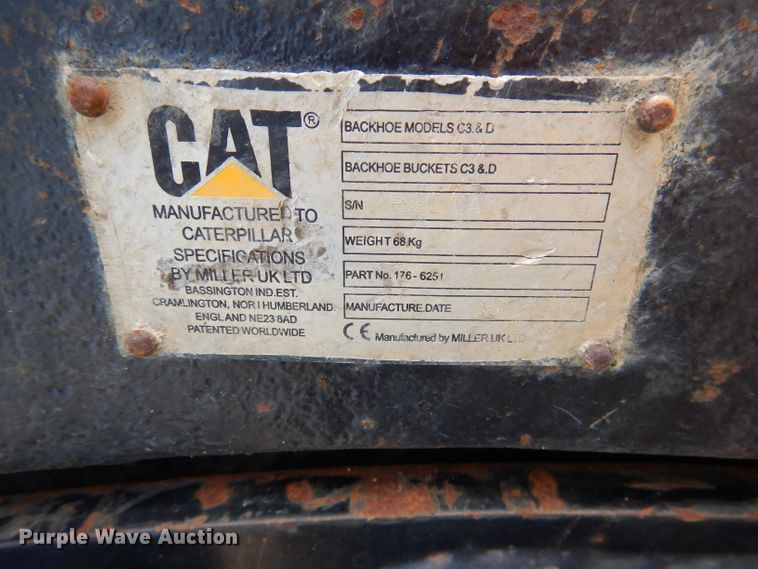 CAT®
MANUFACTURED TO
CATERPILLAR
SPECIFICATIONS
BY MILLER UK LTD
BASSINGTON IND.EST.
CRAMLINGTON, NORTHUMBERLAND.
ENGLAND NE23 8AD
PATENTED WORLDWIDE
BACKHOE MODELS C3.& D
BACKHOE BUCKETS C3 &.D
S/N
WEIGHT 68 Kg
PART No. 176 - 6251
MANUFACTURE.DATE
CE Manufactured by MILLER UK LTD
Purple Wave Auction®